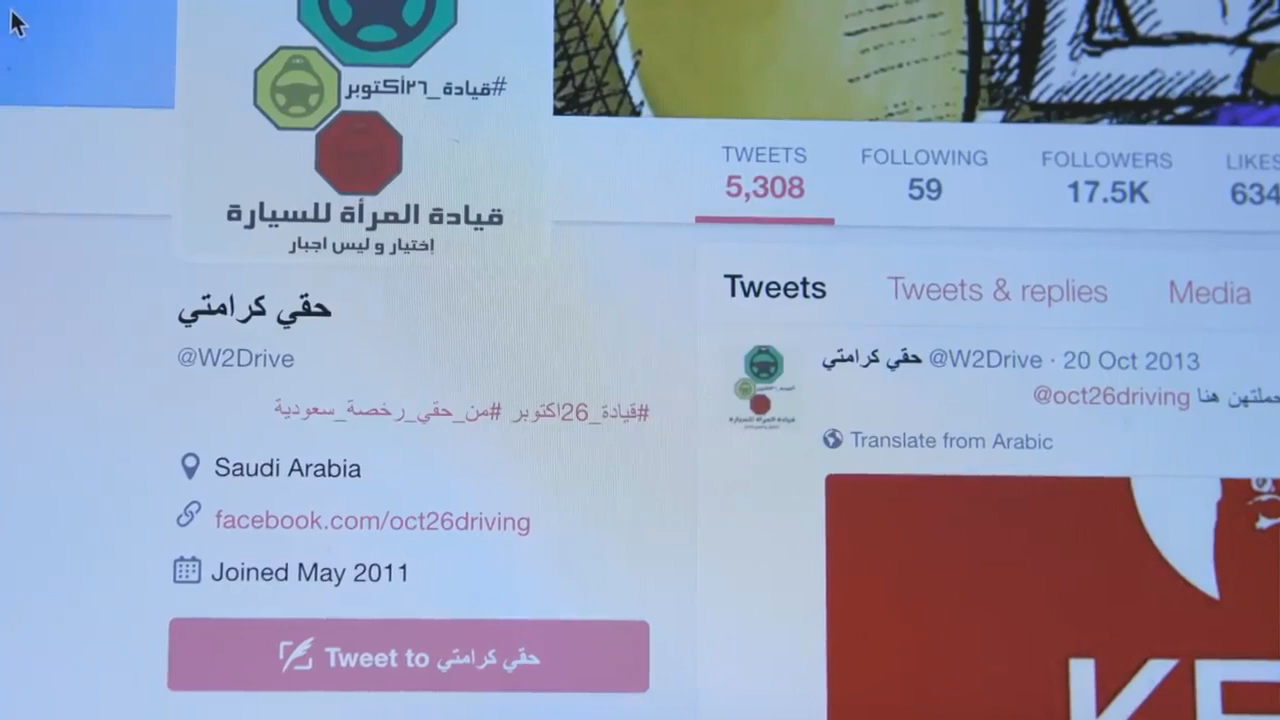 #قيادة_٢٦أكتوبر
قيادة المرأة للسيارة
إختيار و ليس اجبار
حقي كرامتي
@W2Drive
#قيادة_26اكتوبر #من_حقي_رخصة_سعودية
Saudi Arabia
facebook.com/oct26driving
Joined May 2011
Tweet to حقي كرامتي
TWEETS FOLLOWING FOLLOWERS LIKES
5,308 59 17.5K 634
Tweets Tweets & replies Media
حقي كرامتي @W2Drive · 20 Oct 2013
هنا @oct26driving
Translate from Arabic